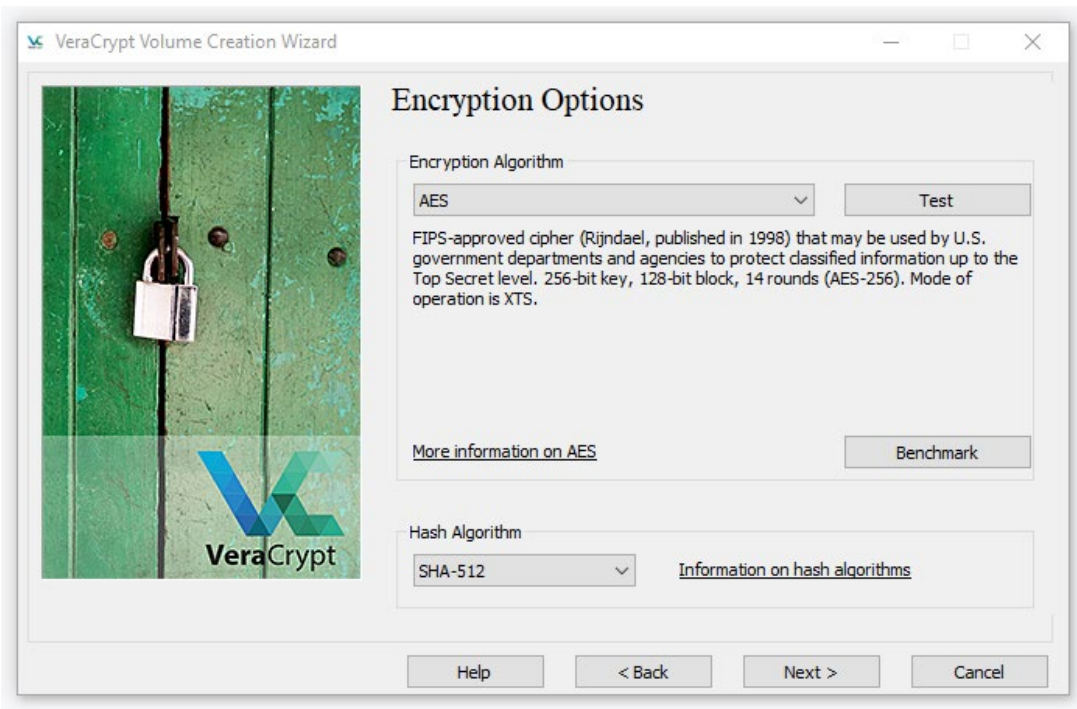 VeraCrypt Volume Creation Wizard
Encryption Options
Encryption Algorithm
AES
Test
FIPS-approved cipher (Rijndael, published in 1998) that may be used by U.S.
government departments and agencies to protect classified information up to the
Top Secret level. 256-bit key, 128-bit block, 14 rounds (AES-256). Mode of
operation is XTS.
More information on AES
Benchmark
VeraCrypt
Hash Algorithm
SHA-512
Information on hash algorithms
Help
< Back
Next >
Cancel